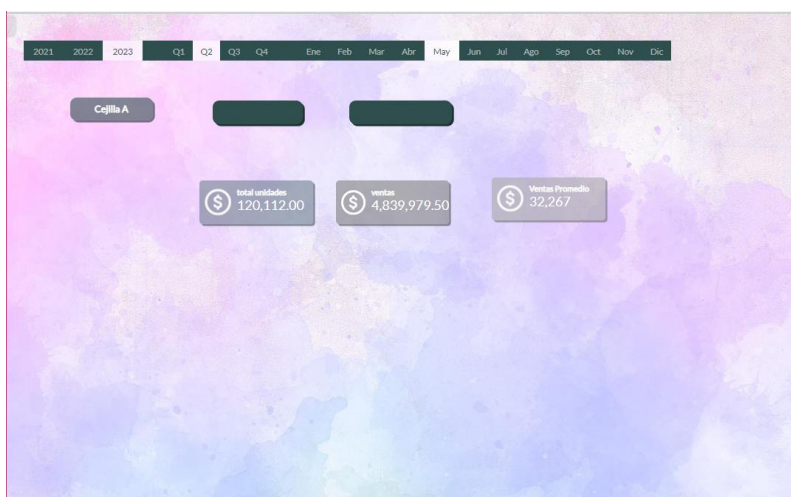 2021 2022 2023 Q1 Q2 Q3 Q4 Ene Feb Mar Abr May Jun Jul Ago Sep Oct Nov Dic
Cejilla A
total unidades
120,112.00
ventas
4,839,979.50
Ventas Promedio
32,267